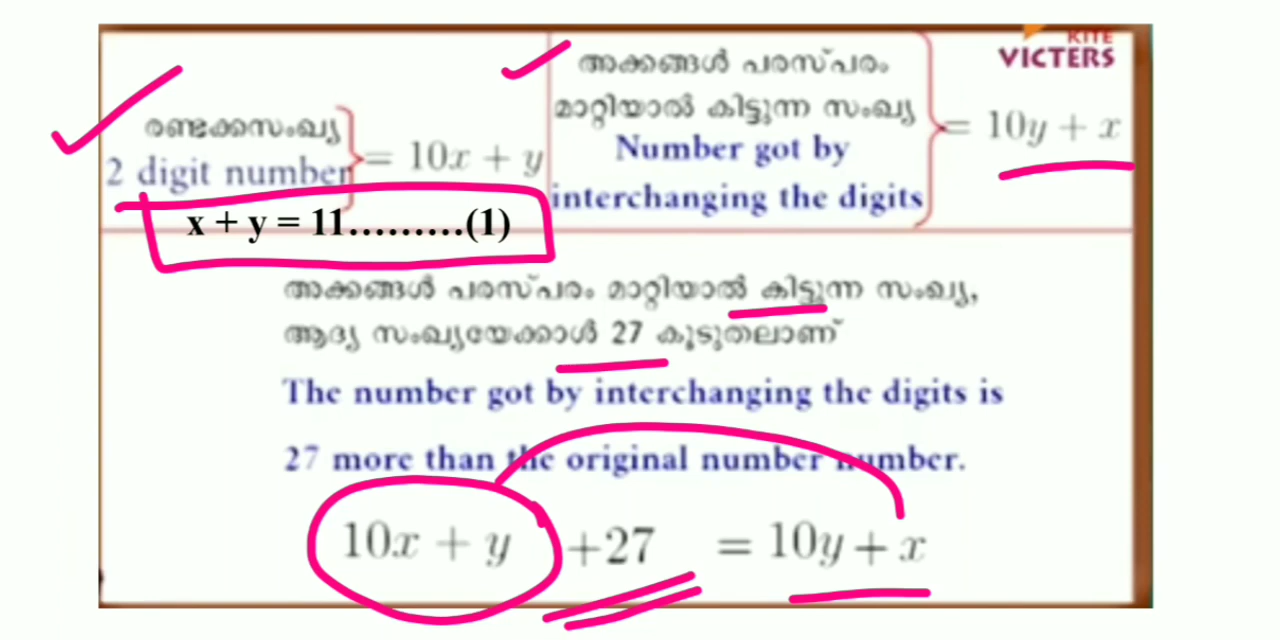 KITE
VICTERS
രണ്ടക്കസംഖ്യ
2 digit number
= 10x + y
x + y = 11.........(1)
അക്കങ്ങൾ പരസ്പരം
മാറ്റിയാൽ കിട്ടുന്ന സംഖ്യ
Number got by
interchanging the digits
= 10y + x
അക്കങ്ങൾ പരസ്പരം മാറ്റിയാൽ കിട്ടുന്ന സംഖ്യ,
ആദ്യ സംഖ്യയേക്കാൾ 27 കൂടുതലാണ്
The number got by interchanging the digits is
27 more than the original number number.
10x + y +27 = 10y + x